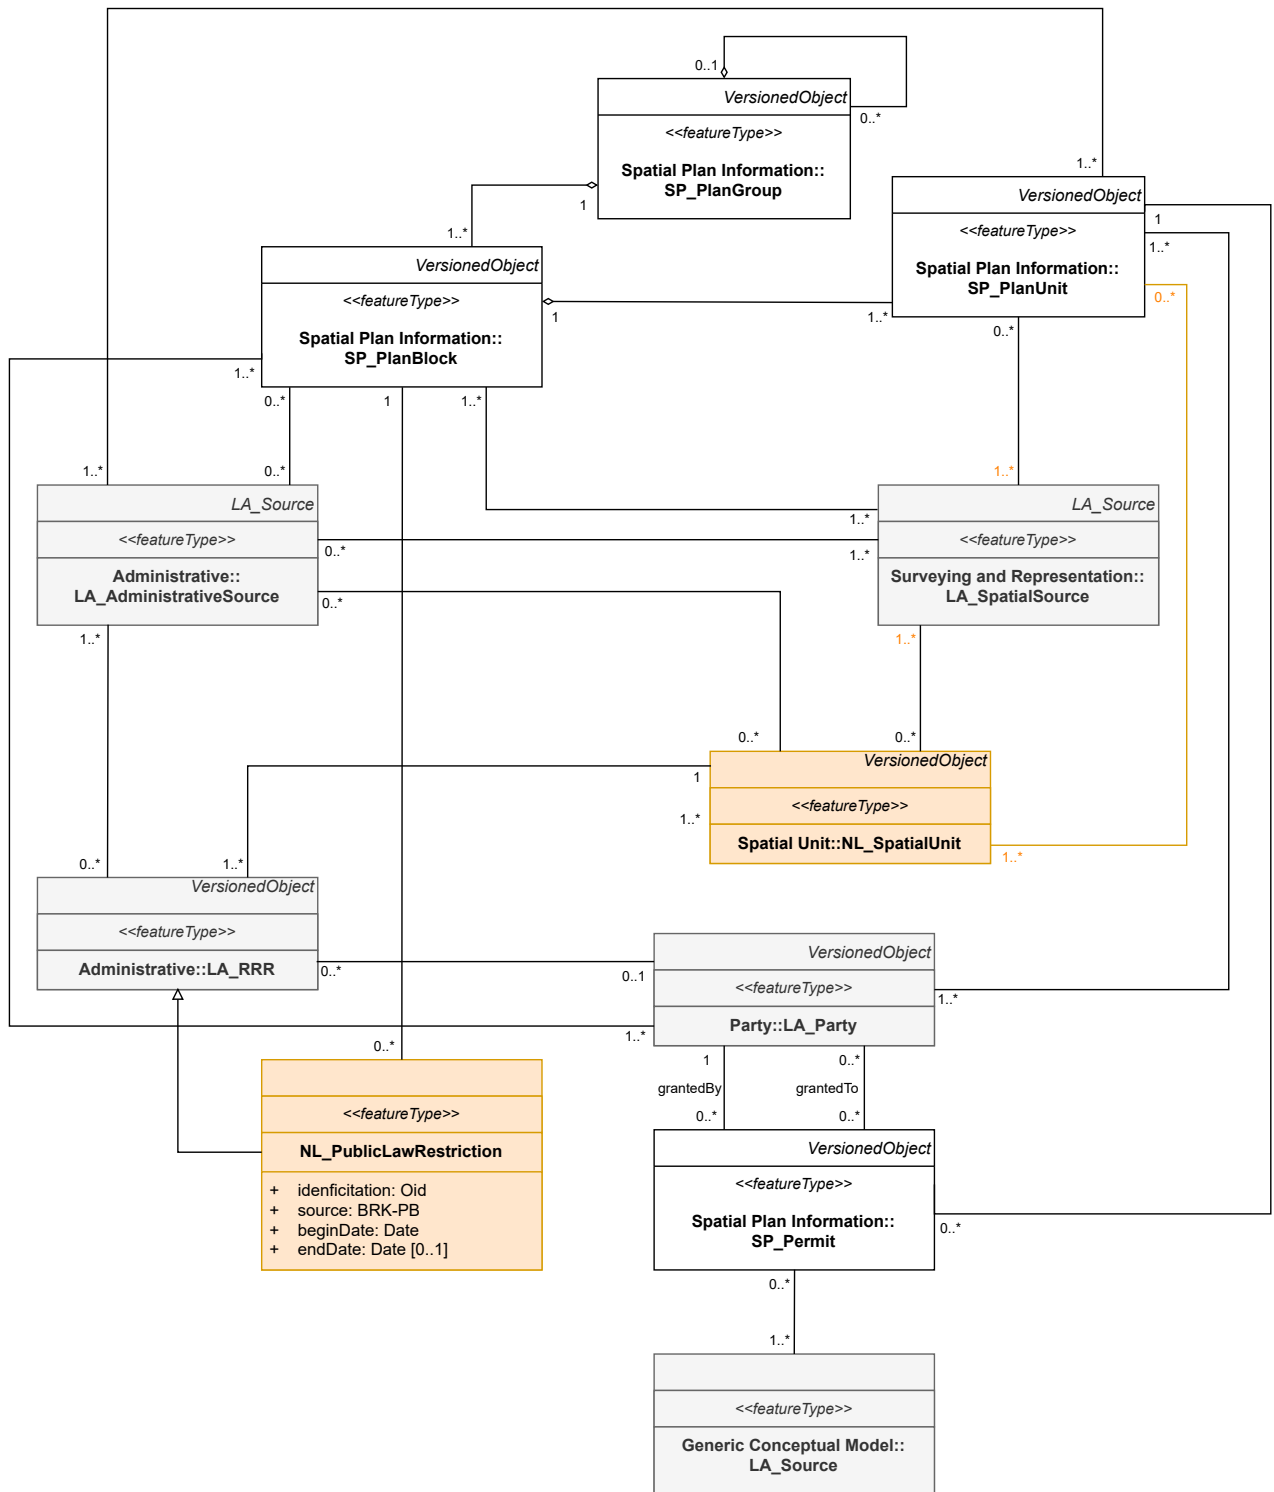 0..1
VersionedObject
0..*
<<featureType>>
Spatial Plan Information::
SP_PlanGroup
1
1..*
1..*
VersionedObject
1
<<featureType>>
1..*
Spatial Plan Information::
SP_PlanUnit
0..*
0..*
VersionedObject
<<featureType>>
1
1..*
Spatial Plan Information::
SP_PlanBlock
1..*
0..*
1
1..*
1..*
0..*
1..*
LA_Source
<<featureType>>
0..*
Administrative::
LA_AdministrativeSource
0..*
1..*
LA_Source
1..*
<<featureType>>
1..*
Surveying and Representation::
LA_SpatialSource
1..*
0..*
0..*
VersionedObject
1
<<featureType>>
1..*
Spatial Unit::NL_SpatialUnit
1..*
0..*
1..*
VersionedObject
<<featureType>>
Administrative::LA_RRR
0..*
0..1
VersionedObject
<<featureType>>
1..*
Party::LA_Party
1..*
0..*
1
0..*
grantedBy
grantedTo
0..*
0..*
<<featureType>>
NL_PublicLawRestriction
+ idenficitation: Oid
+ source: BRK-PB
+ beginDate: Date
+ endDate: Date [0..1]
VersionedObject
<<featureType>>
Spatial Plan Information::
SP_Permit
0..*
0..*
1..*
<<featureType>>
Generic Conceptual Model::
LA_Source